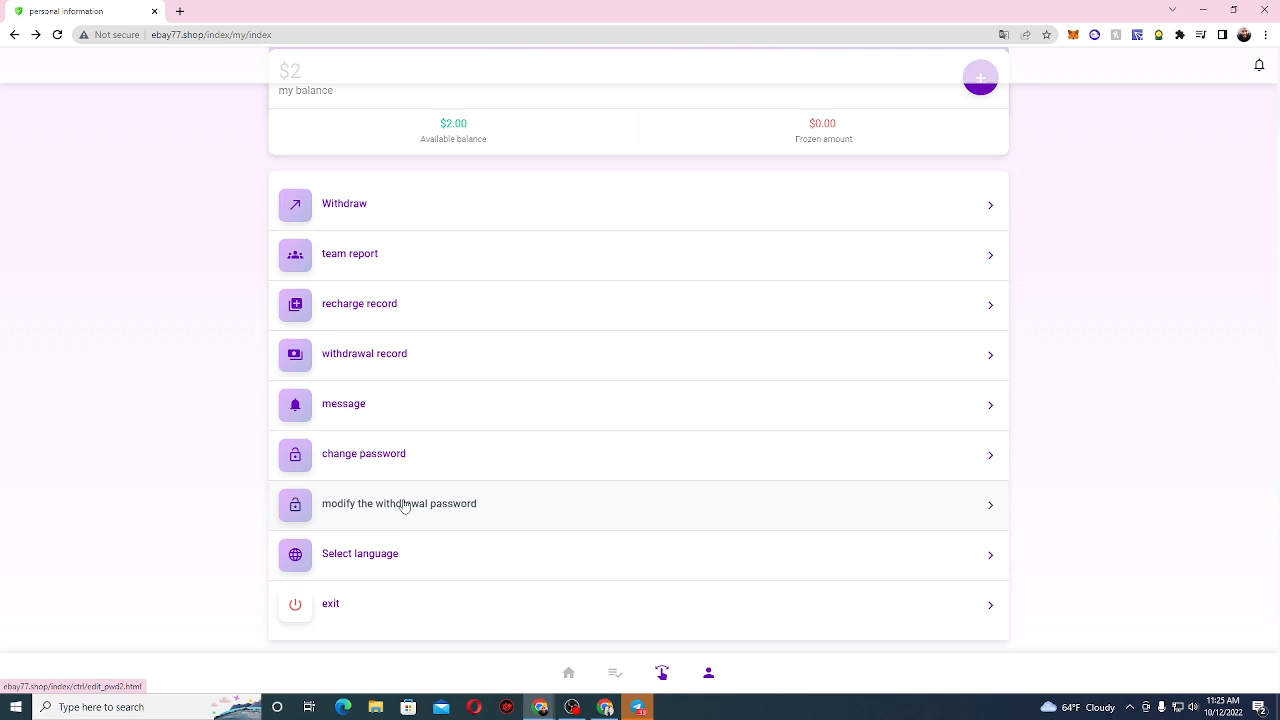 personal information
Not secure
ebay77.shop/index/my/index
$2
my balance
$2.00
$0.00
Available balance
Frozen amount
Withdraw
team report
recharge record
withdrawal record
message
change password
modify the withdrawal password
Select language
exit
ebay77.shop/index/ctrl/edit_pwd2.html
Type here to search
33
64°F Cloudy
11:25 AM
10/12/2022